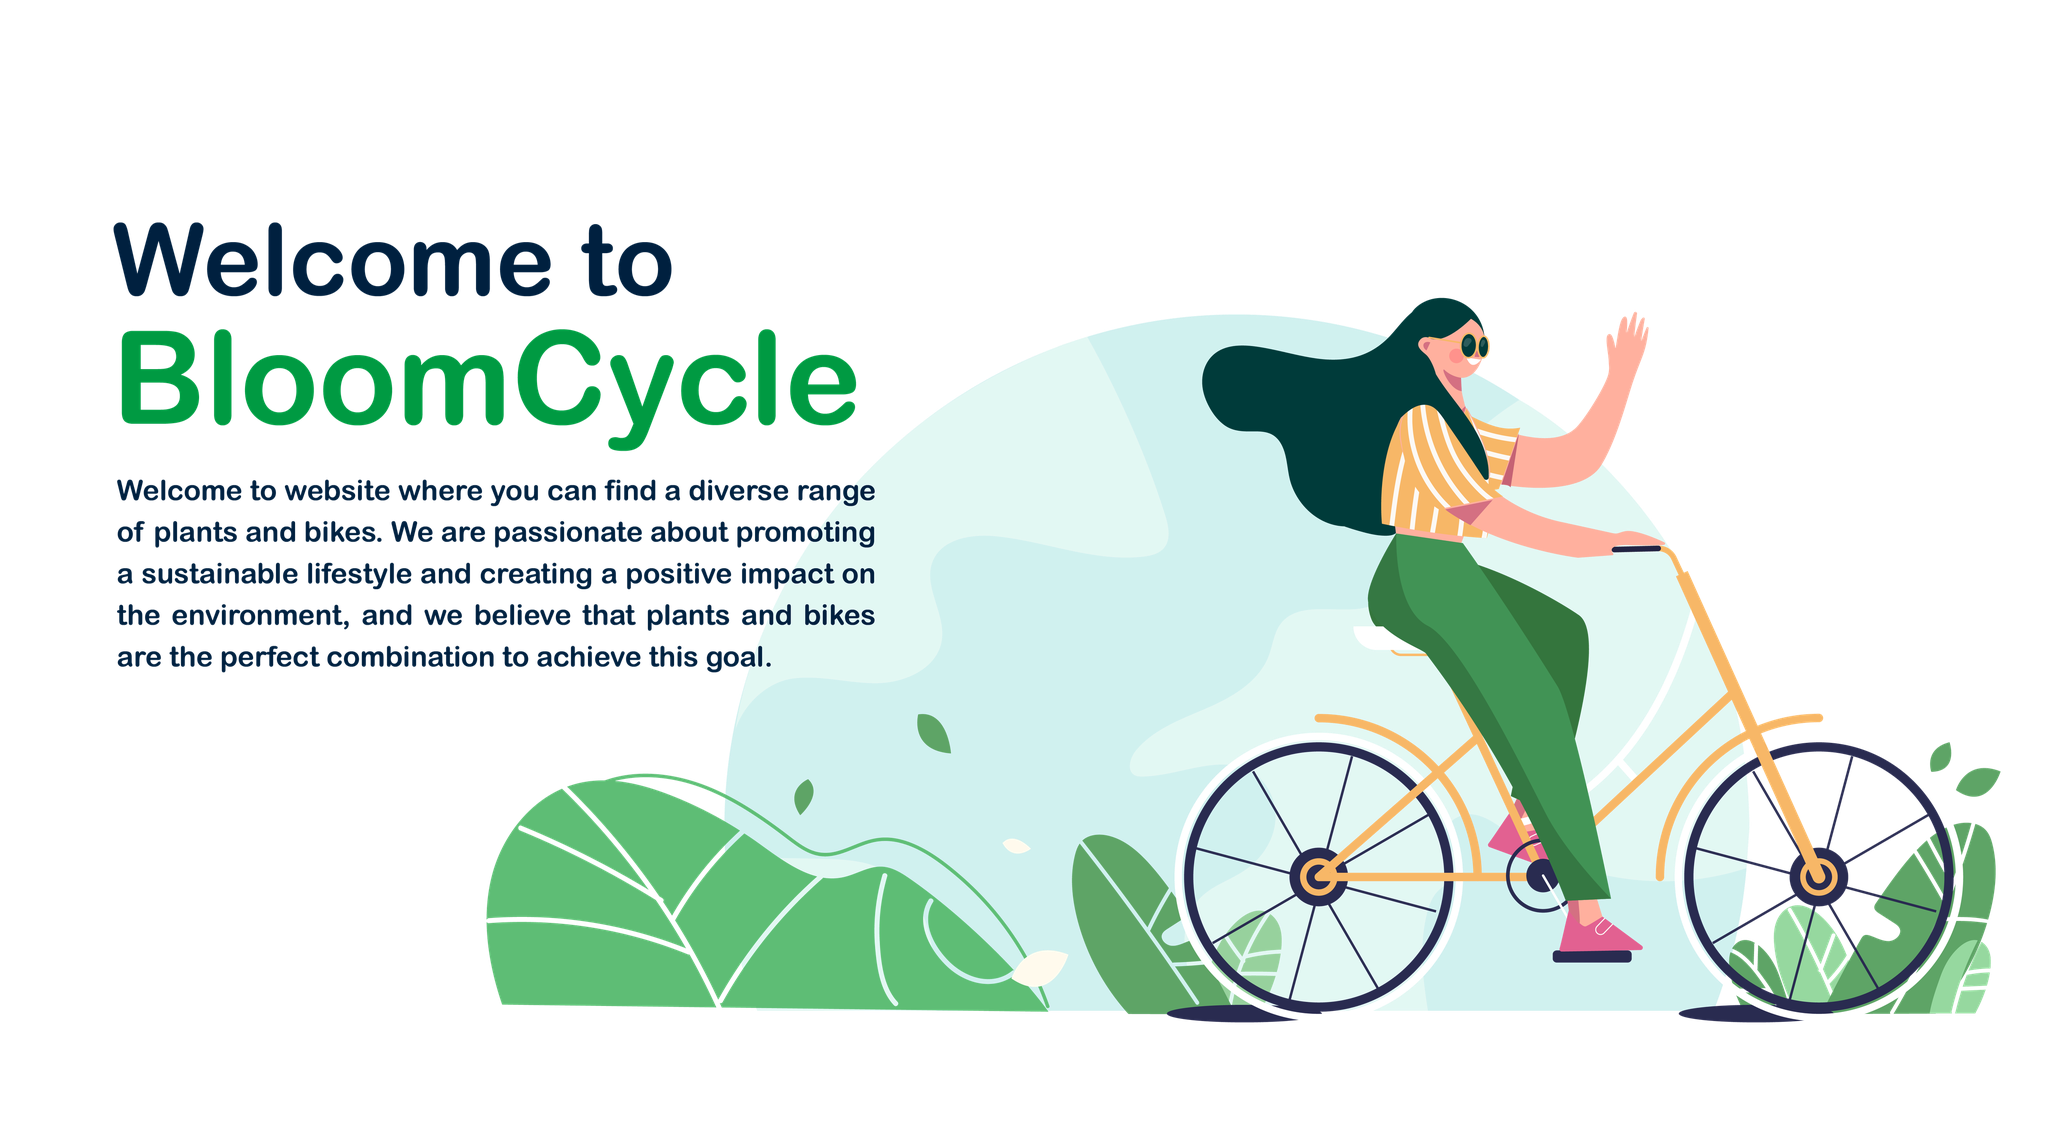 Welcome to
BloomCycle
Welcome to website where you can find a diverse range
of plants and bikes. We are passionate about promoting
a sustainable lifestyle and creating a positive impact on
the environment, and we believe that plants and bikes
are the perfect combination to achieve this goal.